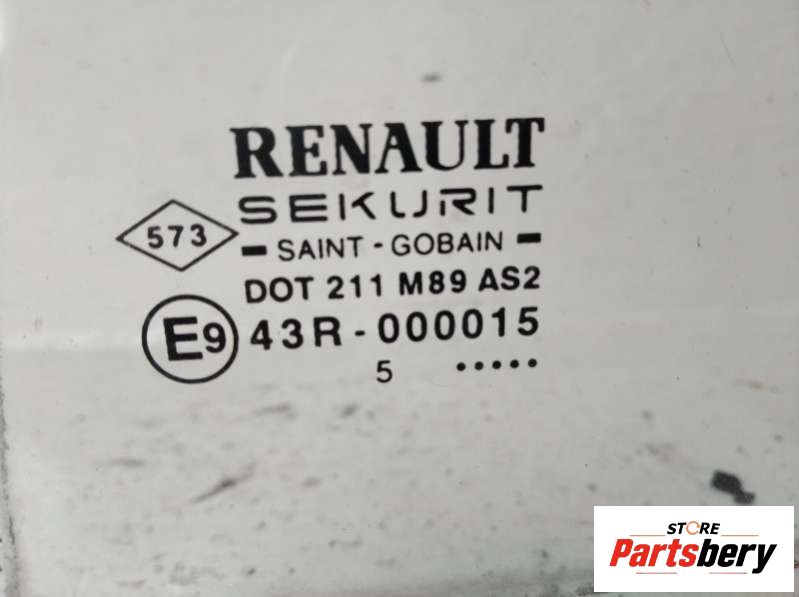 RENAULT
SEKURIT
573
- SAINT - GOBAIN -
DOT 211 M89 AS2
E9 43R - 000015
5 •••••
STORE
Partsbery